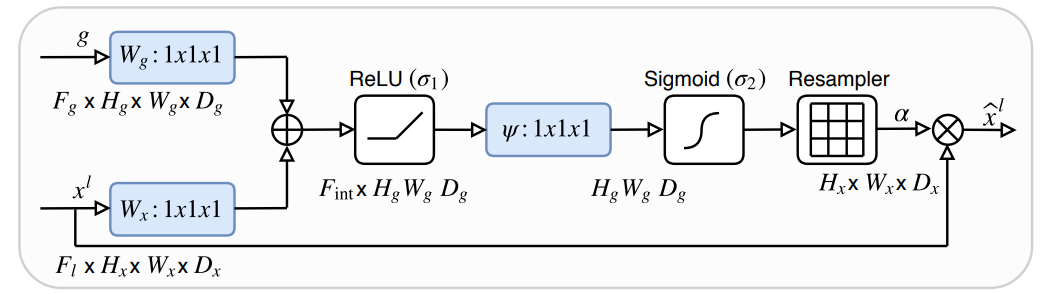 g
W_g : 1x1x1
F_g x H_g x W_g x D_g
x^l
W_x : 1x1x1
F_l x H_x x W_x x D_x
ReLU (σ_1)
F_int x H_g W_g D_g
ψ : 1x1x1
Sigmoid (σ_2)
H_g W_g D_g
Resampler
α
H_x x W_x x D_x
x̂^l